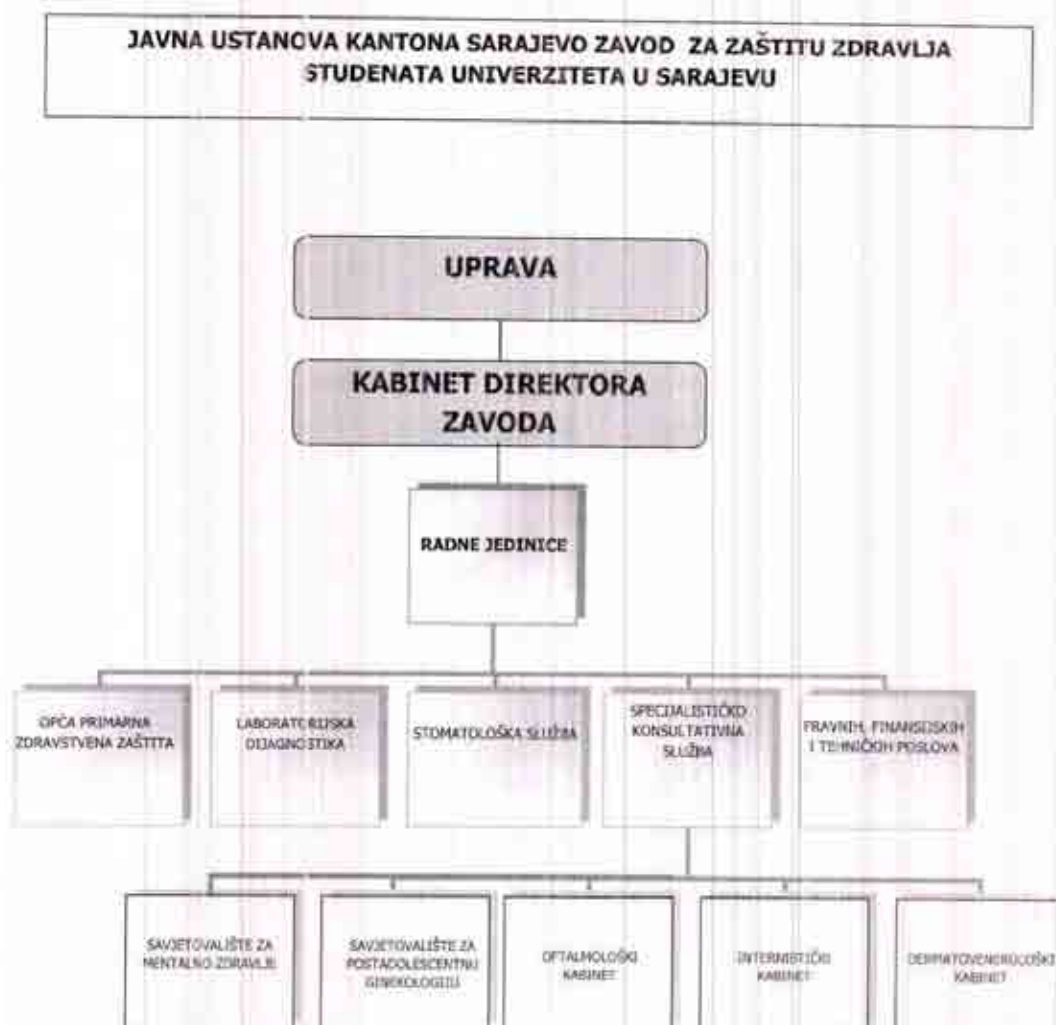 JAVNA USTANOVA KANTONA SARAJEVO ZAVOD ZA ZAŠTITU ZDRAVLJA
STUDENATA UNIVERZITETA U SARAJEVU
UPRAVA
KABINET DIREKTORA
ZAVODA
RADNE JEDINICE
OPĆA PRIMARNA
ZDRAVSTVENA ZAŠTITA
LABORATORIJSKA
DIJAGNOSTIKA
STOMATOLOŠKA SLUŽBA
SPECIJALISTIČKO
KONSULTATIVNA
SLUŽBA
PRAVNIH, FINANSIJSKIH
I TEHNIČKIH POSLOVA
SAVJETOVALIŠTE ZA
MENTALNO ZDRAVLJE
SAVJETOVALIŠTE ZA
POSTADOLESCENTNU
GINEKOLOGIJU
OFTALMOLOŠKI
KABINET
INTERNISTIČKI
KABINET
DERMATOVENEROLOŠKI
KABINET